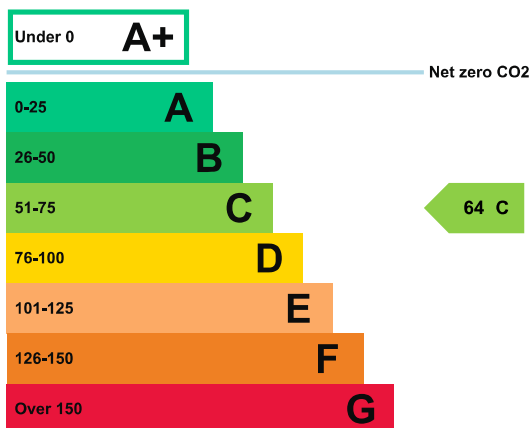 Under 0 A+
Net zero CO2
0-25 A
26-50 B
51-75 C
64 C
76-100 D
101-125 E
126-150 F
Over 150 G